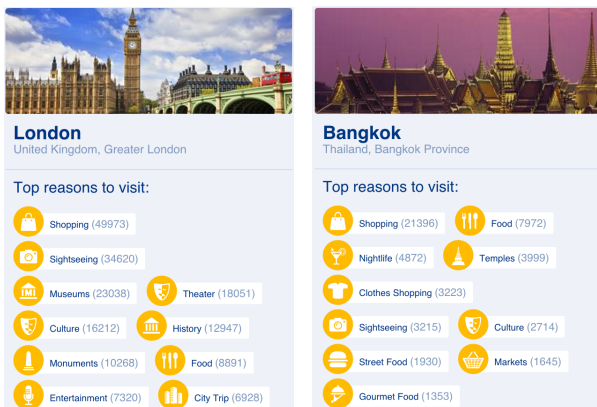 London
United Kingdom, Greater London
Top reasons to visit:
Shopping (49973)
Sightseeing (34620)
Museums (23038) Theater (18051)
Culture (16212) History (12947)
Monuments (10268) Food (8891)
Entertainment (7320) City Trip (6928)
Bangkok
Thailand, Bangkok Province
Top reasons to visit:
Shopping (21396) Food (7972)
Nightlife (4872) Temples (3999)
Clothes Shopping (3223)
Sightseeing (3215) Culture (2714)
Street Food (1930) Markets (1645)
Gourmet Food (1353)